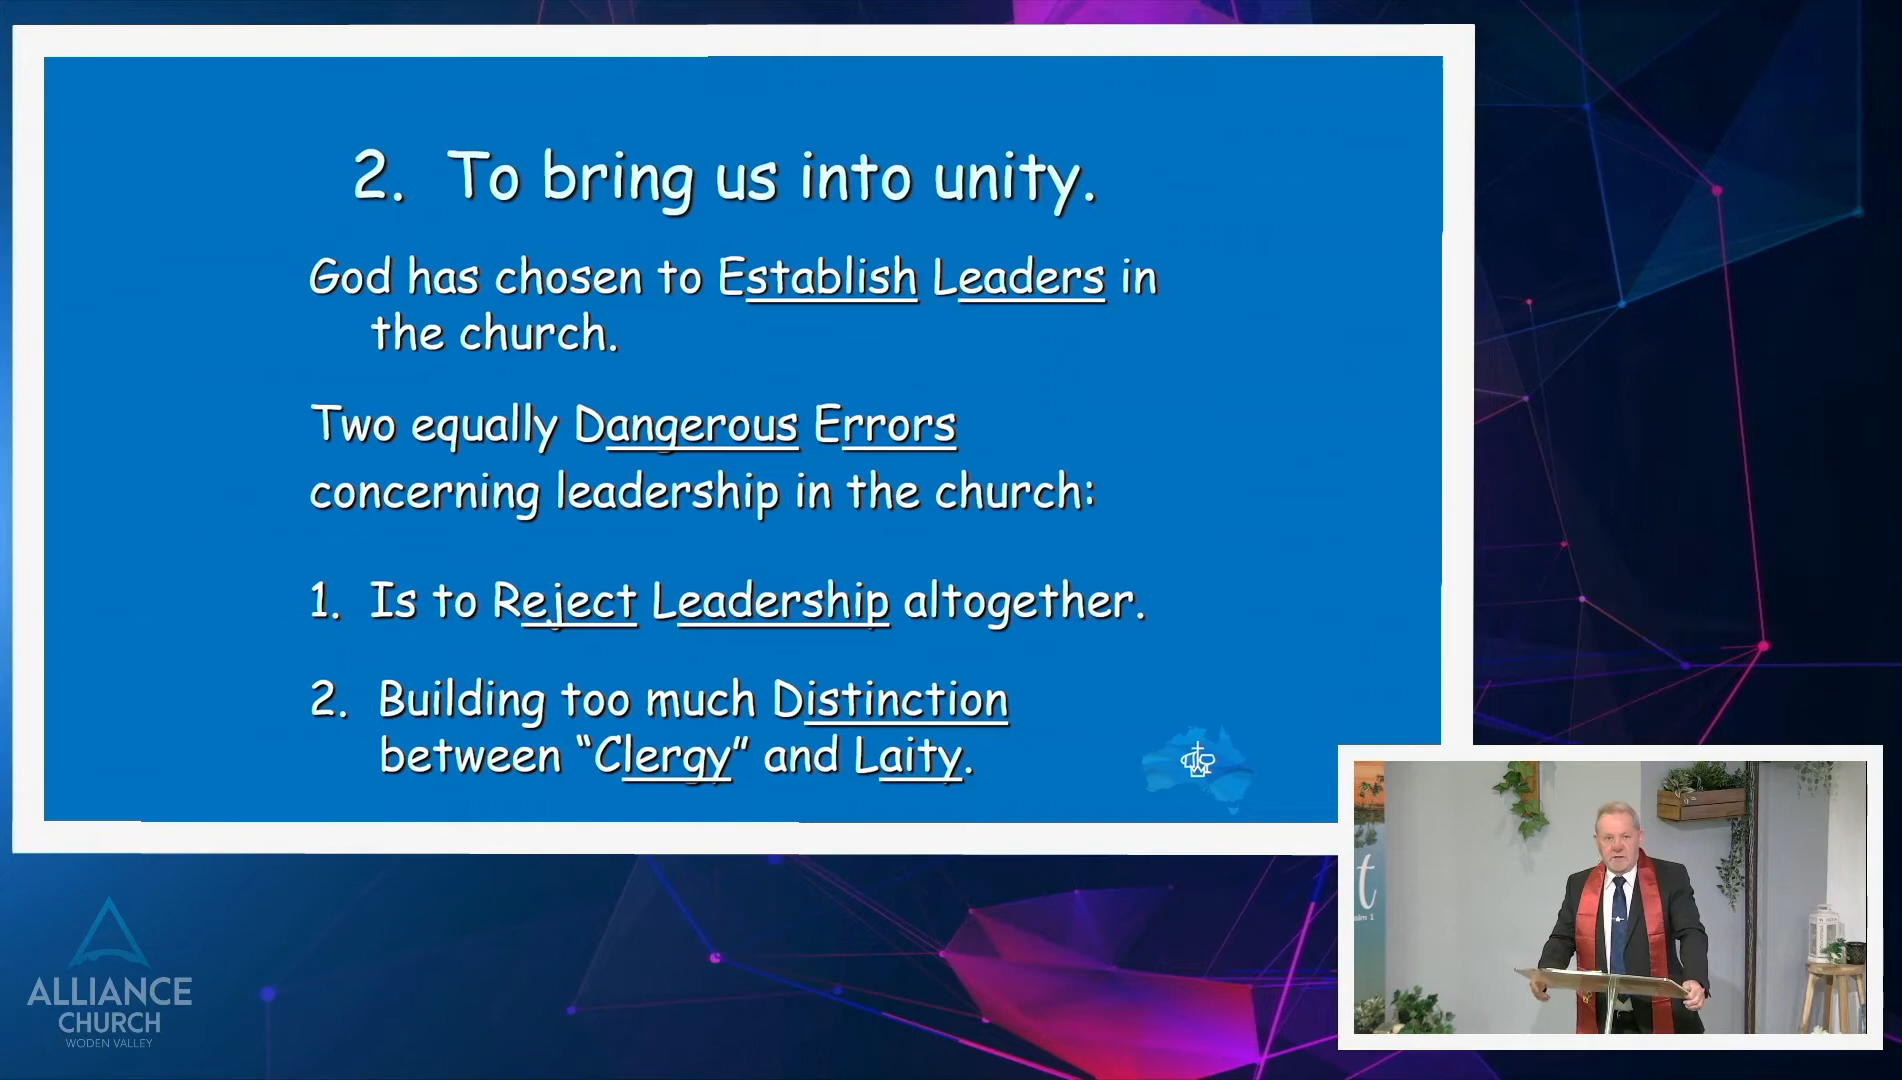 2. To bring us into unity.
God has chosen to Establish Leaders in
the church.
Two equally Dangerous Errors
concerning leadership in the church:
1. Is to Reject Leadership altogether.
2. Building too much Distinction
between “Clergy” and Laity.
ALLIANCE
CHURCH
WODEN VALLEY